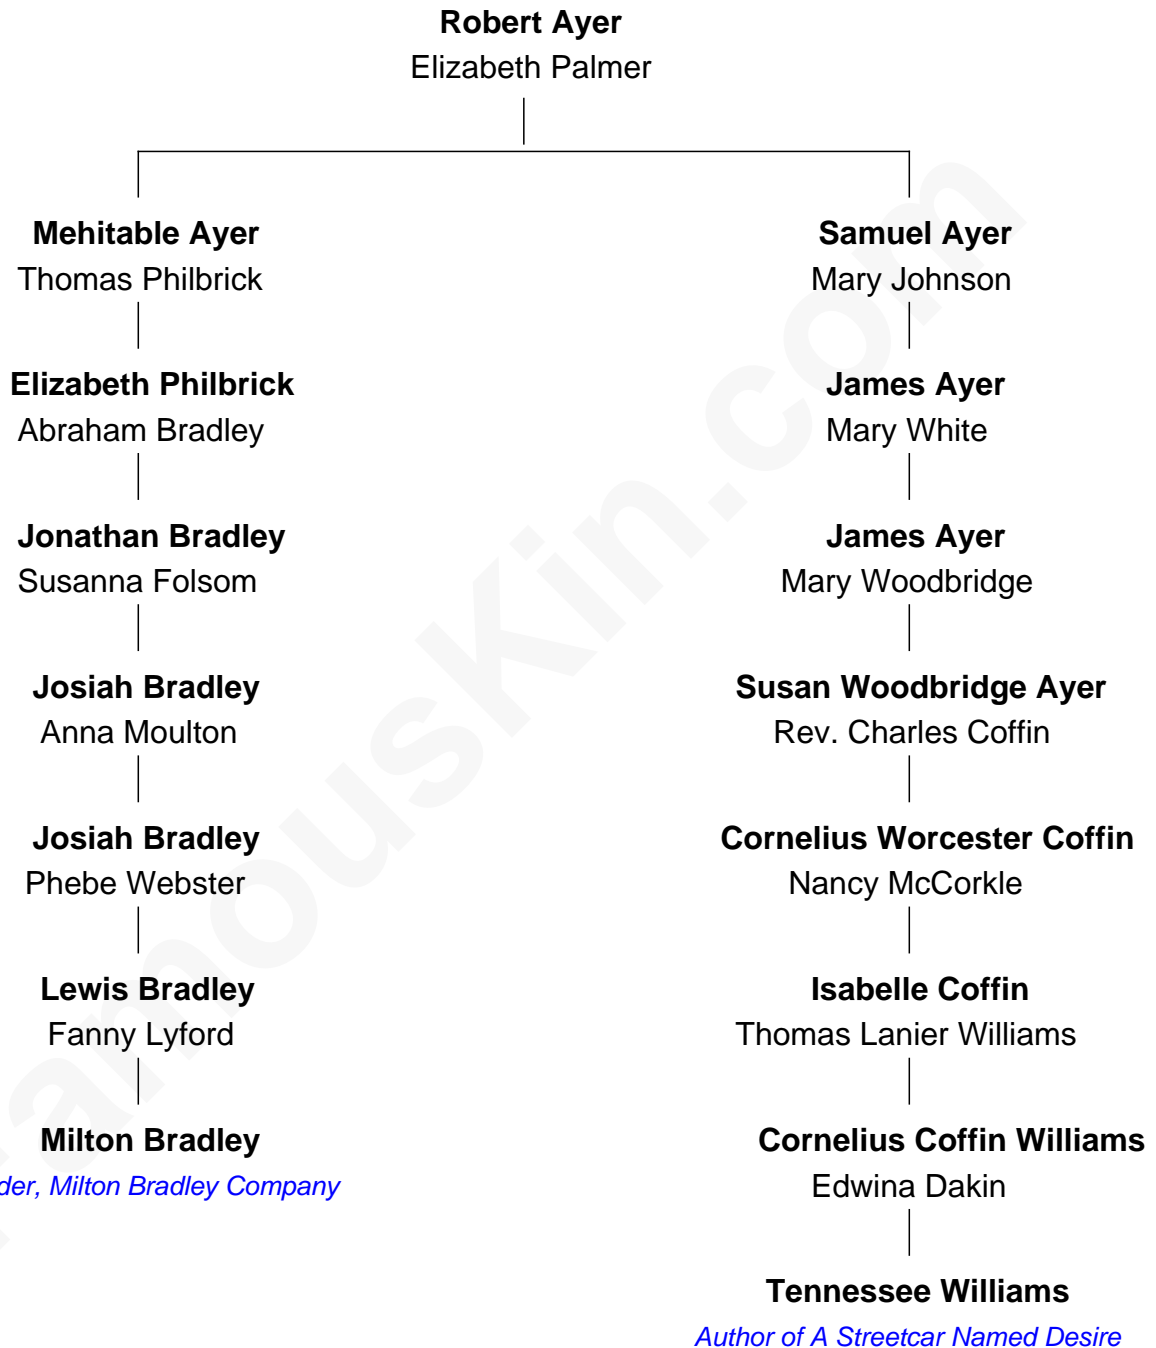 Robert Ayer
Elizabeth Palmer
Mehitable Ayer
Thomas Philbrick
Elizabeth Philbrick
Abraham Bradley
Jonathan Bradley
Susanna Folsom
Josiah Bradley
Anna Moulton
Josiah Bradley
Phebe Webster
Lewis Bradley
Fanny Lyford
Milton Bradley
der, Milton Bradley Company
Samuel Ayer
Mary Johnson
James Ayer
Mary White
James Ayer
Mary Woodbridge
Susan Woodbridge Ayer
Rev. Charles Coffin
Cornelius Worcester Coffin
Nancy McCorkle
Isabelle Coffin
Thomas Lanier Williams
Cornelius Coffin Williams
Edwina Dakin
Tennessee Williams
Author of A Streetcar Named Desire
FamousKin.com